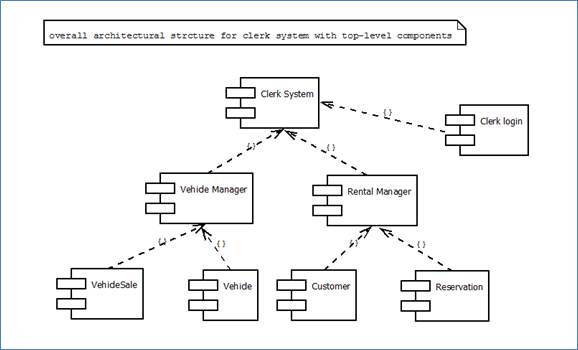 overall architectural strcture for clerk system with top-level components
Clerk System
{}
Clerk login
{}
{}
Vehide Manager
Rental Manager
{}
{}
{}
{}
VehideSale
Vehide
Customer
Reservation